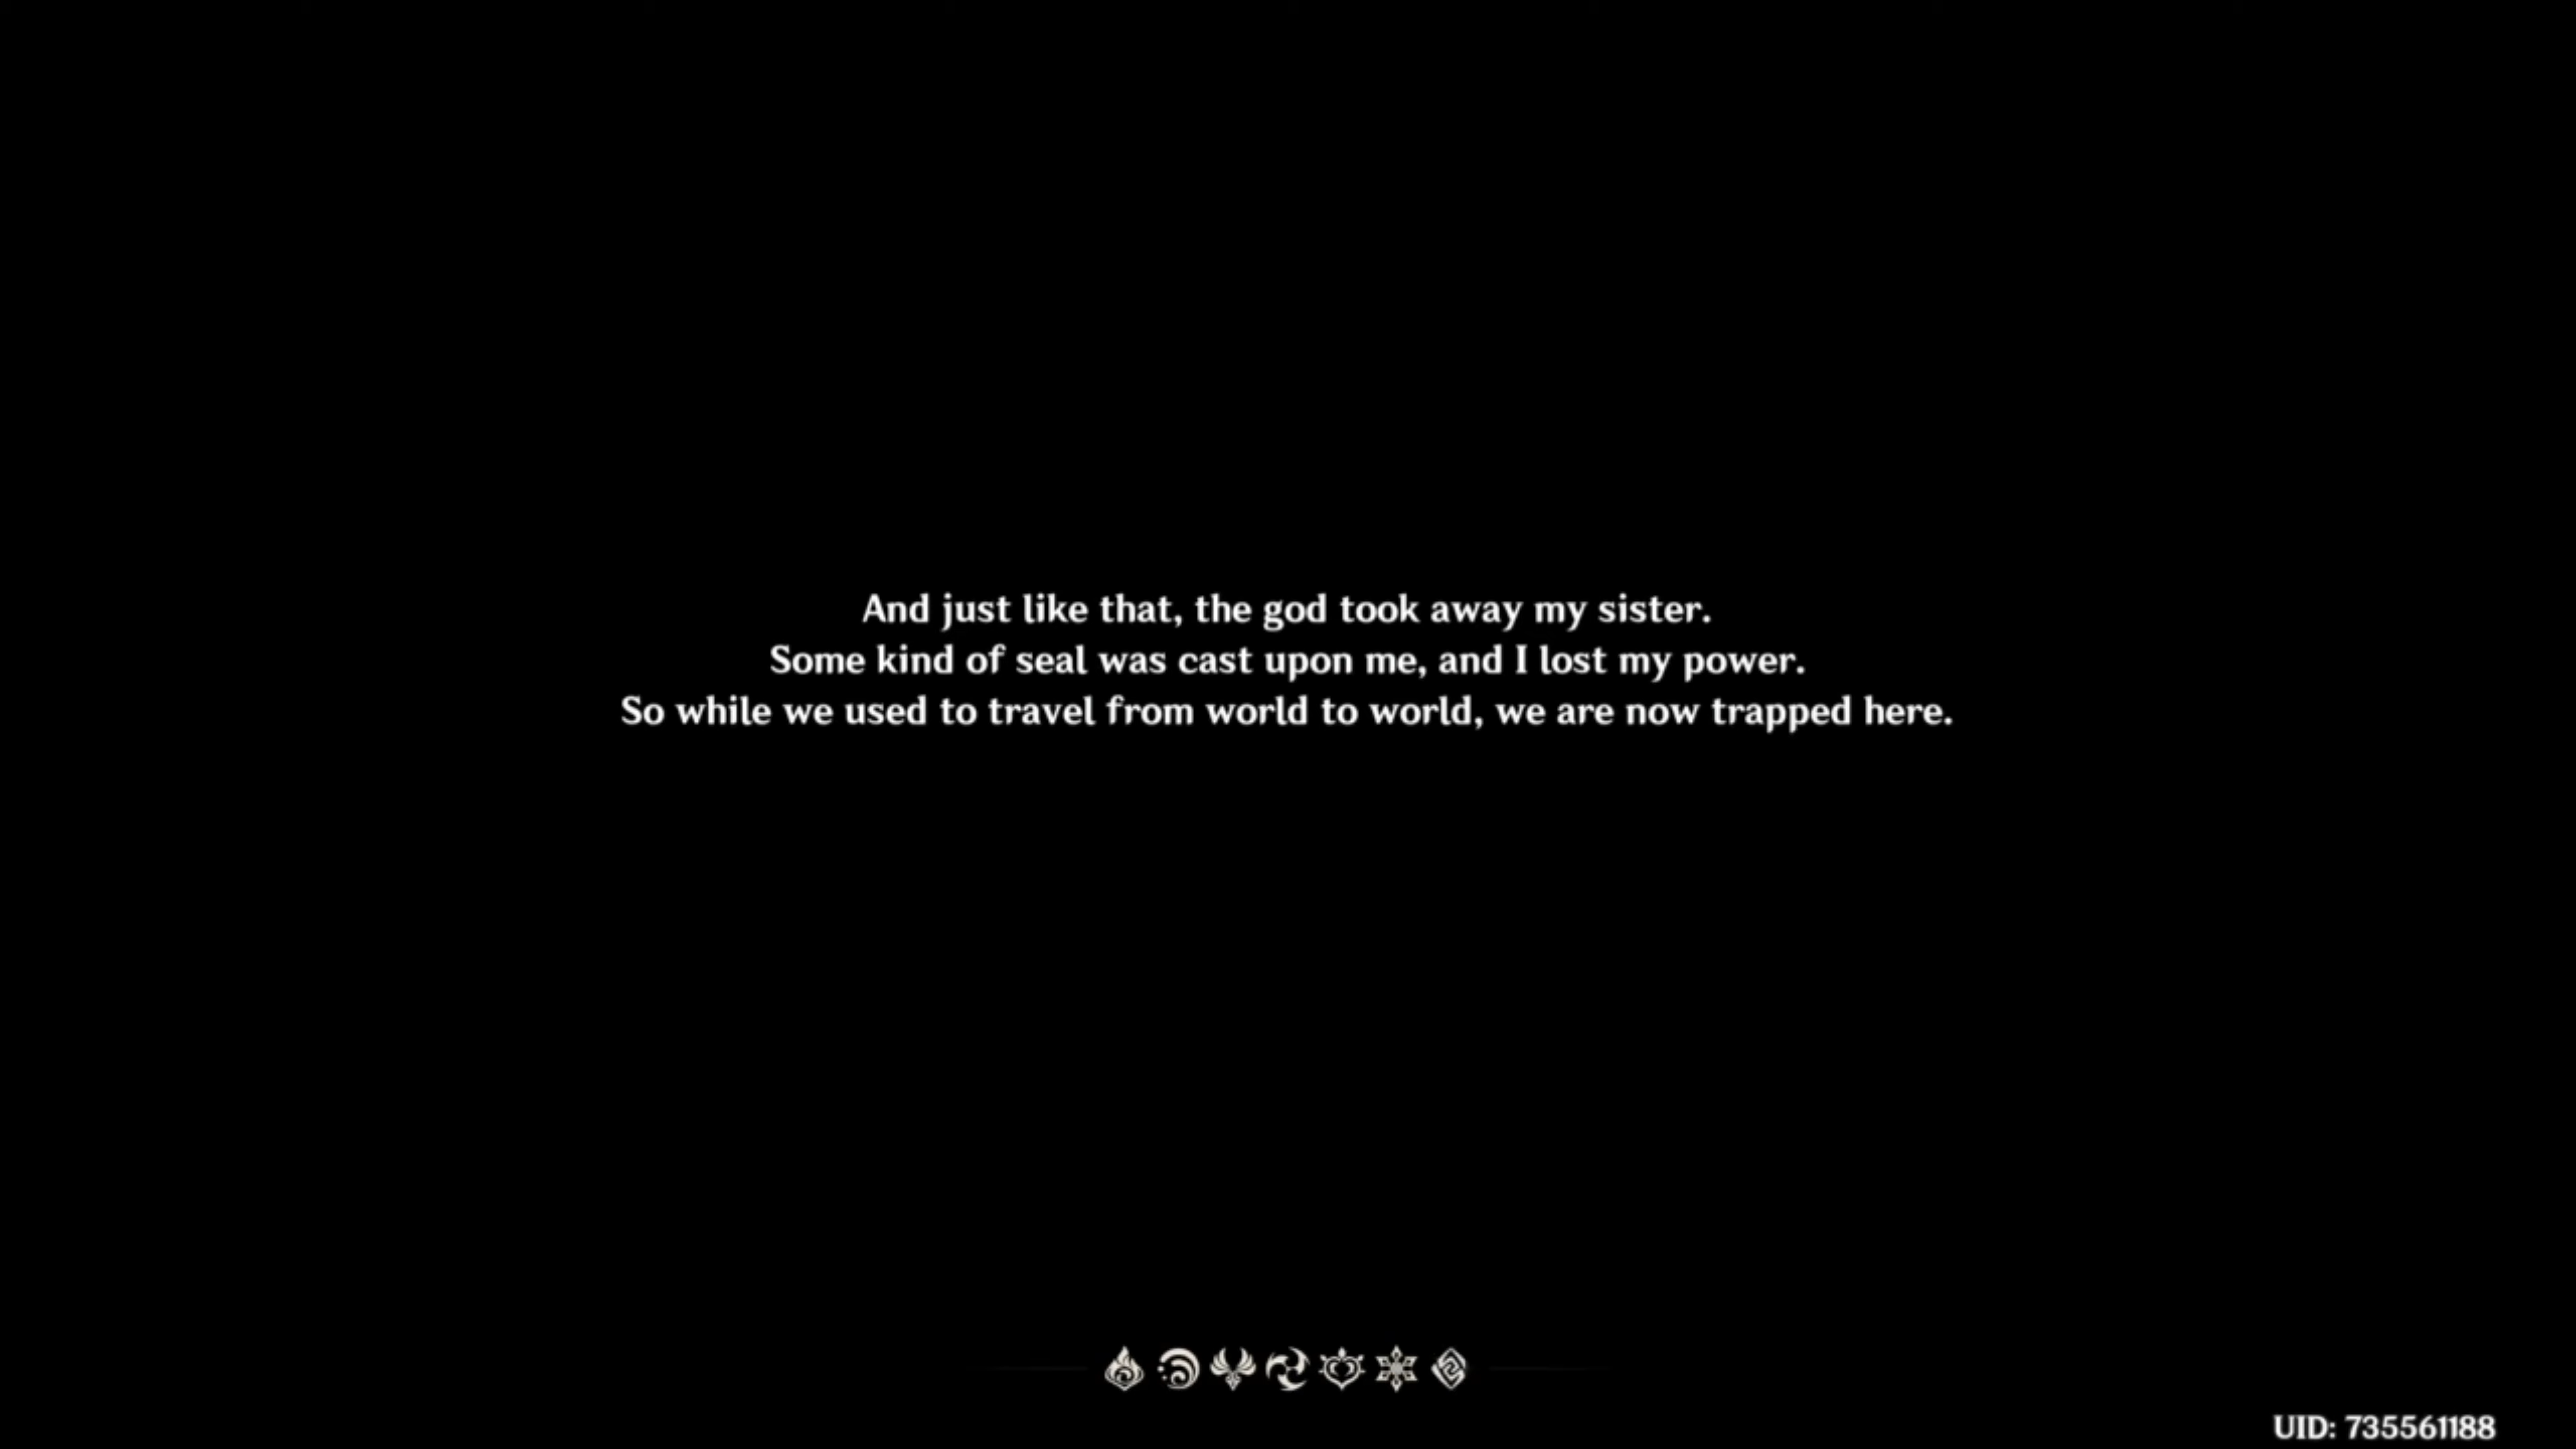 And just like that, the god took away my sister.
Some kind of seal was cast upon me, and I lost my power.
So while we used to travel from world to world, we are now trapped here.
UID: 735561188